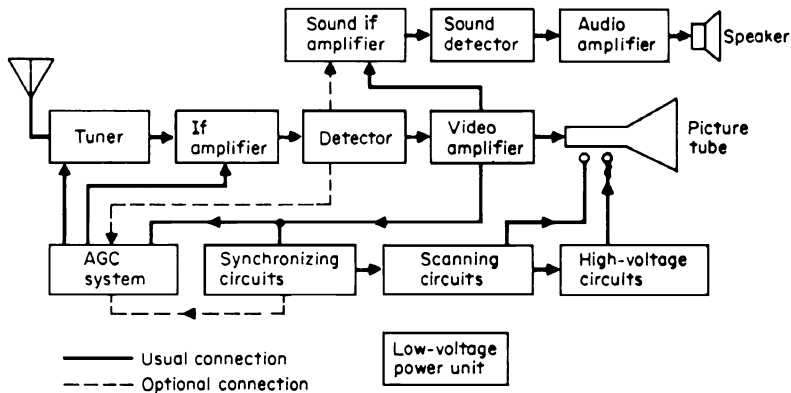 Sound if
amplifier
Sound
detector
Audio
amplifier
Speaker
Tuner
If
amplifier
Detector
Video
amplifier
Picture
tube
AGC
system
Synchronizing
circuits
Scanning
circuits
High-voltage
circuits
Usual connection
Optional connection
Low-voltage
power unit